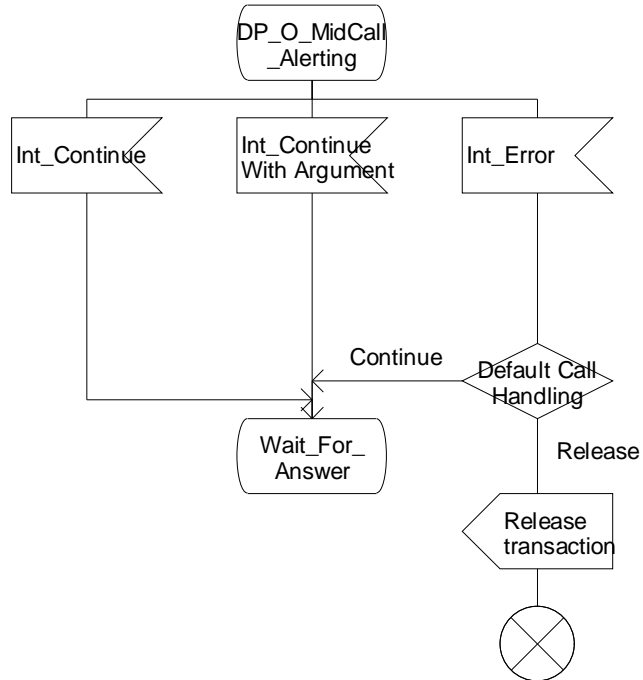 DP_O_MidCall
_Alerting
Int_Continue
Int_Continue
With Argument
Int_Error
Continue
Default Call
Handling
Wait_For_
Answer
Release
Release
transaction